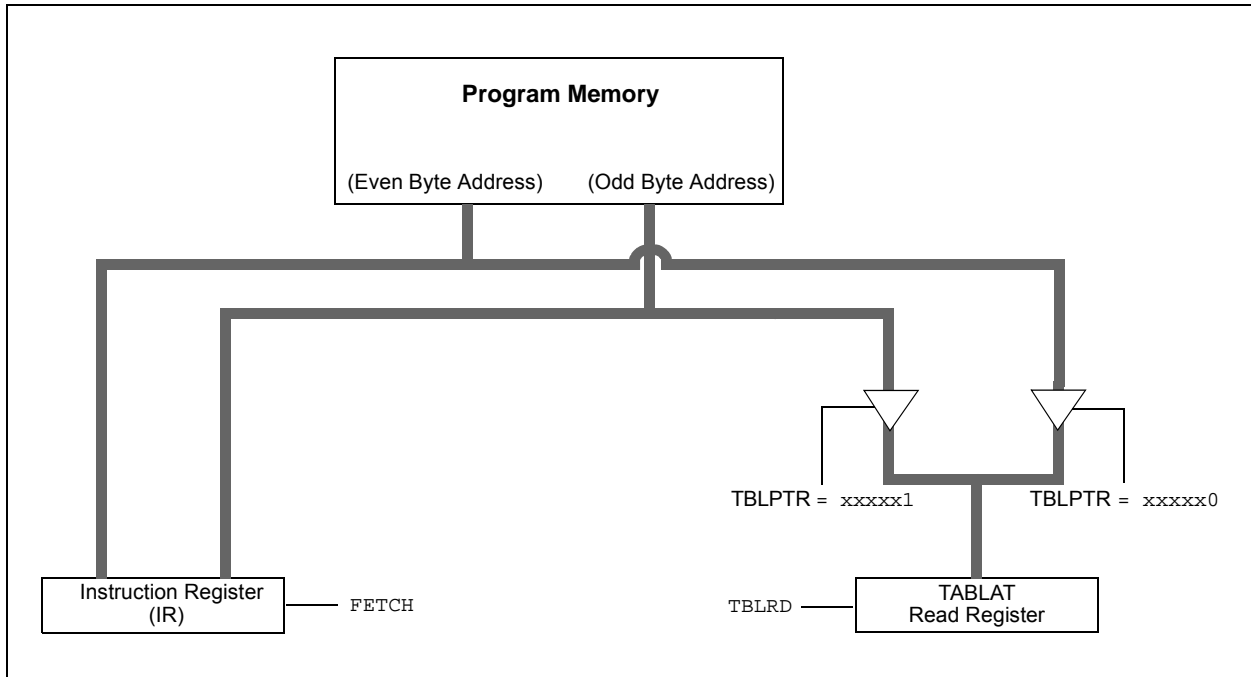 Program Memory
(Even Byte Address) (Odd Byte Address)
TBLPTR = xxxxx1
TBLPTR = xxxxx0
Instruction Register
(IR)
FETCH
TBLRD
TABLAT
Read Register